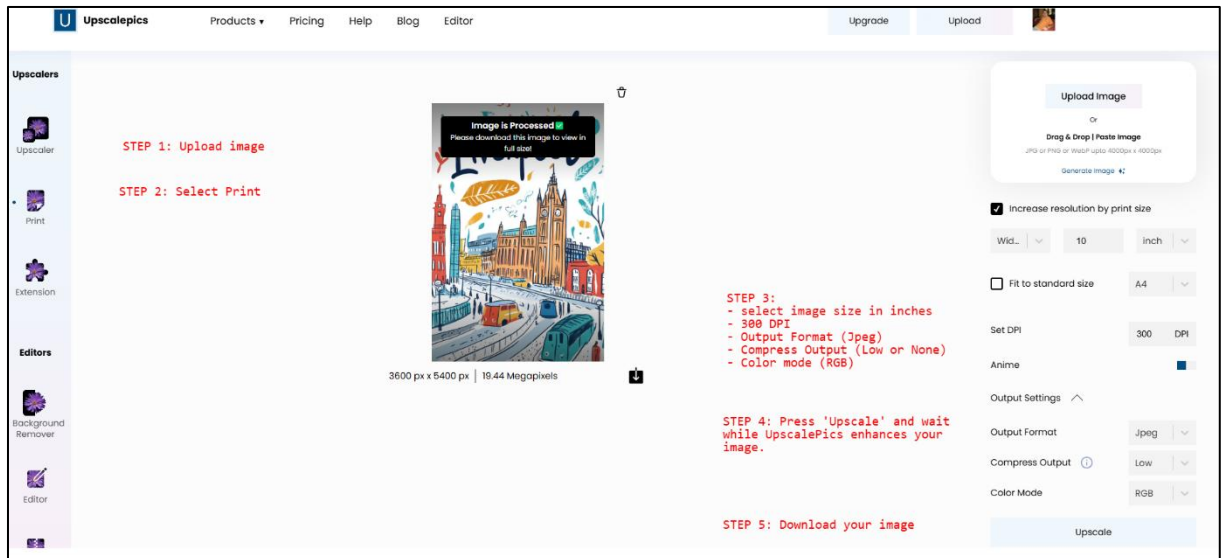 U Upscalepics Products ▾ Pricing Help Blog Editor Upgrade Upload
Upscalers
Upscaler
Print
Extension
Editors
Background
Remover
Editor
STEP 1: Upload image
STEP 2: Select Print
Image is Processed ✅
Please download this image to view in
full size!
Liverpool
3600 px x 5400 px | 19.44 Megapixels
STEP 3:
- select image size in inches
- 300 DPI
- Output Format (Jpeg)
- Compress Output (Low or None)
- Color mode (RGB)
STEP 4: Press 'Upscale' and wait
while UpscalePics enhances your
image.
STEP 5: Download your image
Upload Image
Or
Drag & Drop | Paste Image
JPG or PNG or WebP upto 4000px x 4000px
Generate Image
Increase resolution by print size
Wid... 10 inch
Fit to standard size A4
Set DPI 300 DPI
Anime
Output Settings
Output Format Jpeg
Compress Output Low
Color Mode RGB
Upscale